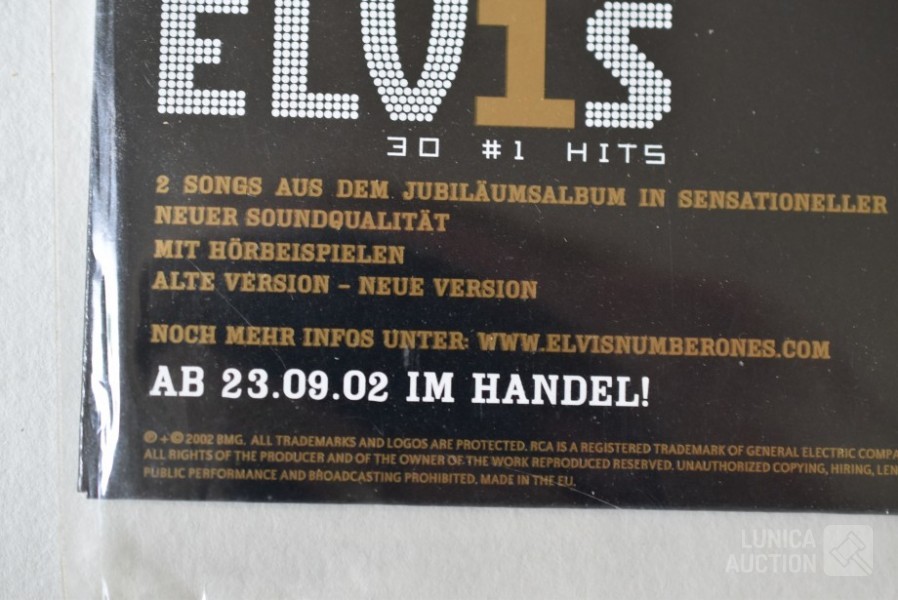 ELV1S
30 #1 HITS
2 SONGS AUS DEM JUBILÄUMSALBUM IN SENSATIONELLER
NEUER SOUNDQUALITÄT
MIT HÖRBEISPIELEN
ALTE VERSION – NEUE VERSION
NOCH MEHR INFOS UNTER: WWW.ELVISNUMBERONES.COM
AB 23.09.02 IM HANDEL!
℗ + © 2002 BMG. ALL TRADEMARKS AND LOGOS ARE PROTECTED. RCA IS A REGISTERED TRADEMARK OF GENERAL ELECTRIC COMPA
ALL RIGHTS OF THE PRODUCER AND OF THE OWNER OF THE WORK REPRODUCED RESERVED. UNAUTHORIZED COPYING, HIRING, LEN
PUBLIC PERFORMANCE AND BROADCASTING PROHIBITED. MADE IN THE EU.
LUNICA
AUCTION